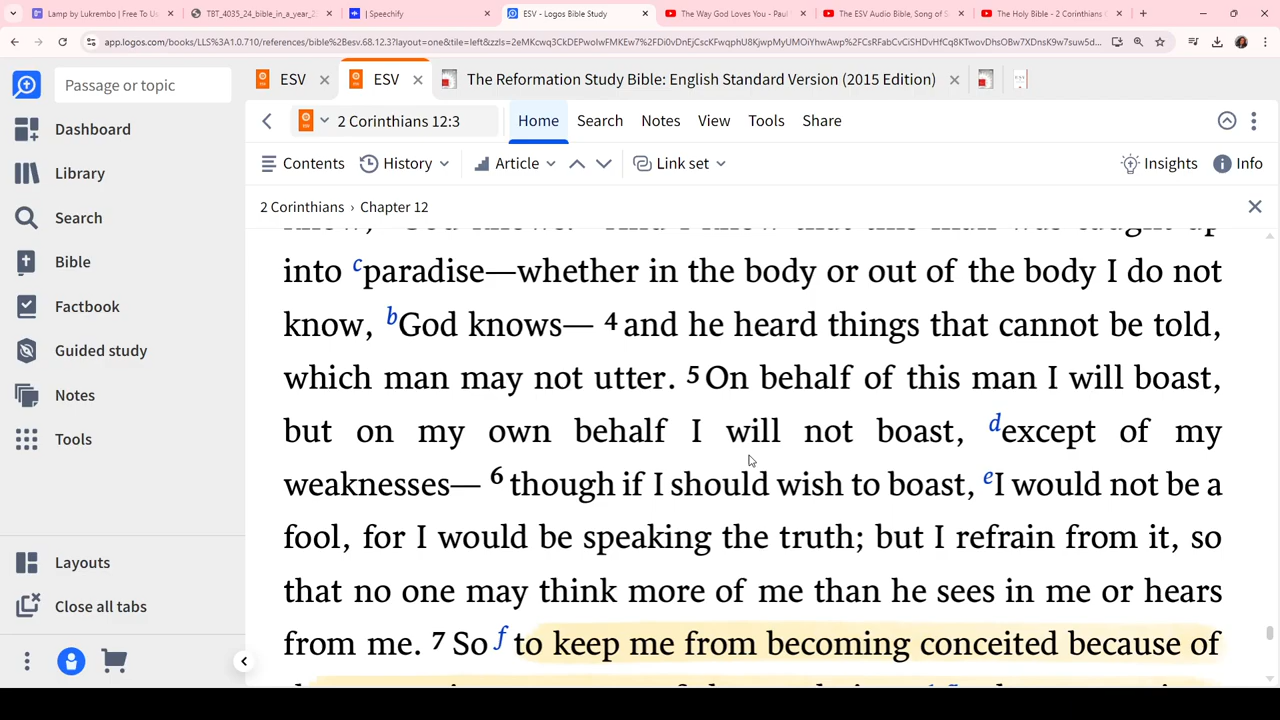 Lamp by Lukrembo | Free To Us
TBT_4035_24_bible_in_a_year_2
| Speechify
ESV - Logos Bible Study
The Way God Loves You - Paul
The ESV Audio Bible, Song of S
The Holy Bible - 2 Corinthians
app.logos.com/books/LLS%3A1.0.710/references/bible%2Besv.68.12.3?layout=one&tile=left&zzls=
Passage or topic
ESV
ESV
The Reformation Study Bible: English Standard Version (2015 Edition)
Dashboard
2 Corinthians 12:3
Home
Search
Notes
View
Tools
Share
Library
Contents
History
Article
Link set
Insights
Info
Search
2 Corinthians › Chapter 12
Bible
Factbook
Guided study
Notes
Tools
Layouts
Close all tabs
into cparadise—whether in the body or out of the body I do not
know, bGod knows— 4 and he heard things that cannot be told,
which man may not utter. 5 On behalf of this man I will boast,
but on my own behalf I will not boast, dexcept of my
weaknesses— 6 though if I should wish to boast, eI would not be a
fool, for I would be speaking the truth; but I refrain from it, so
that no one may think more of me than he sees in me or hears
from me. 7 So f to keep me from becoming conceited because of